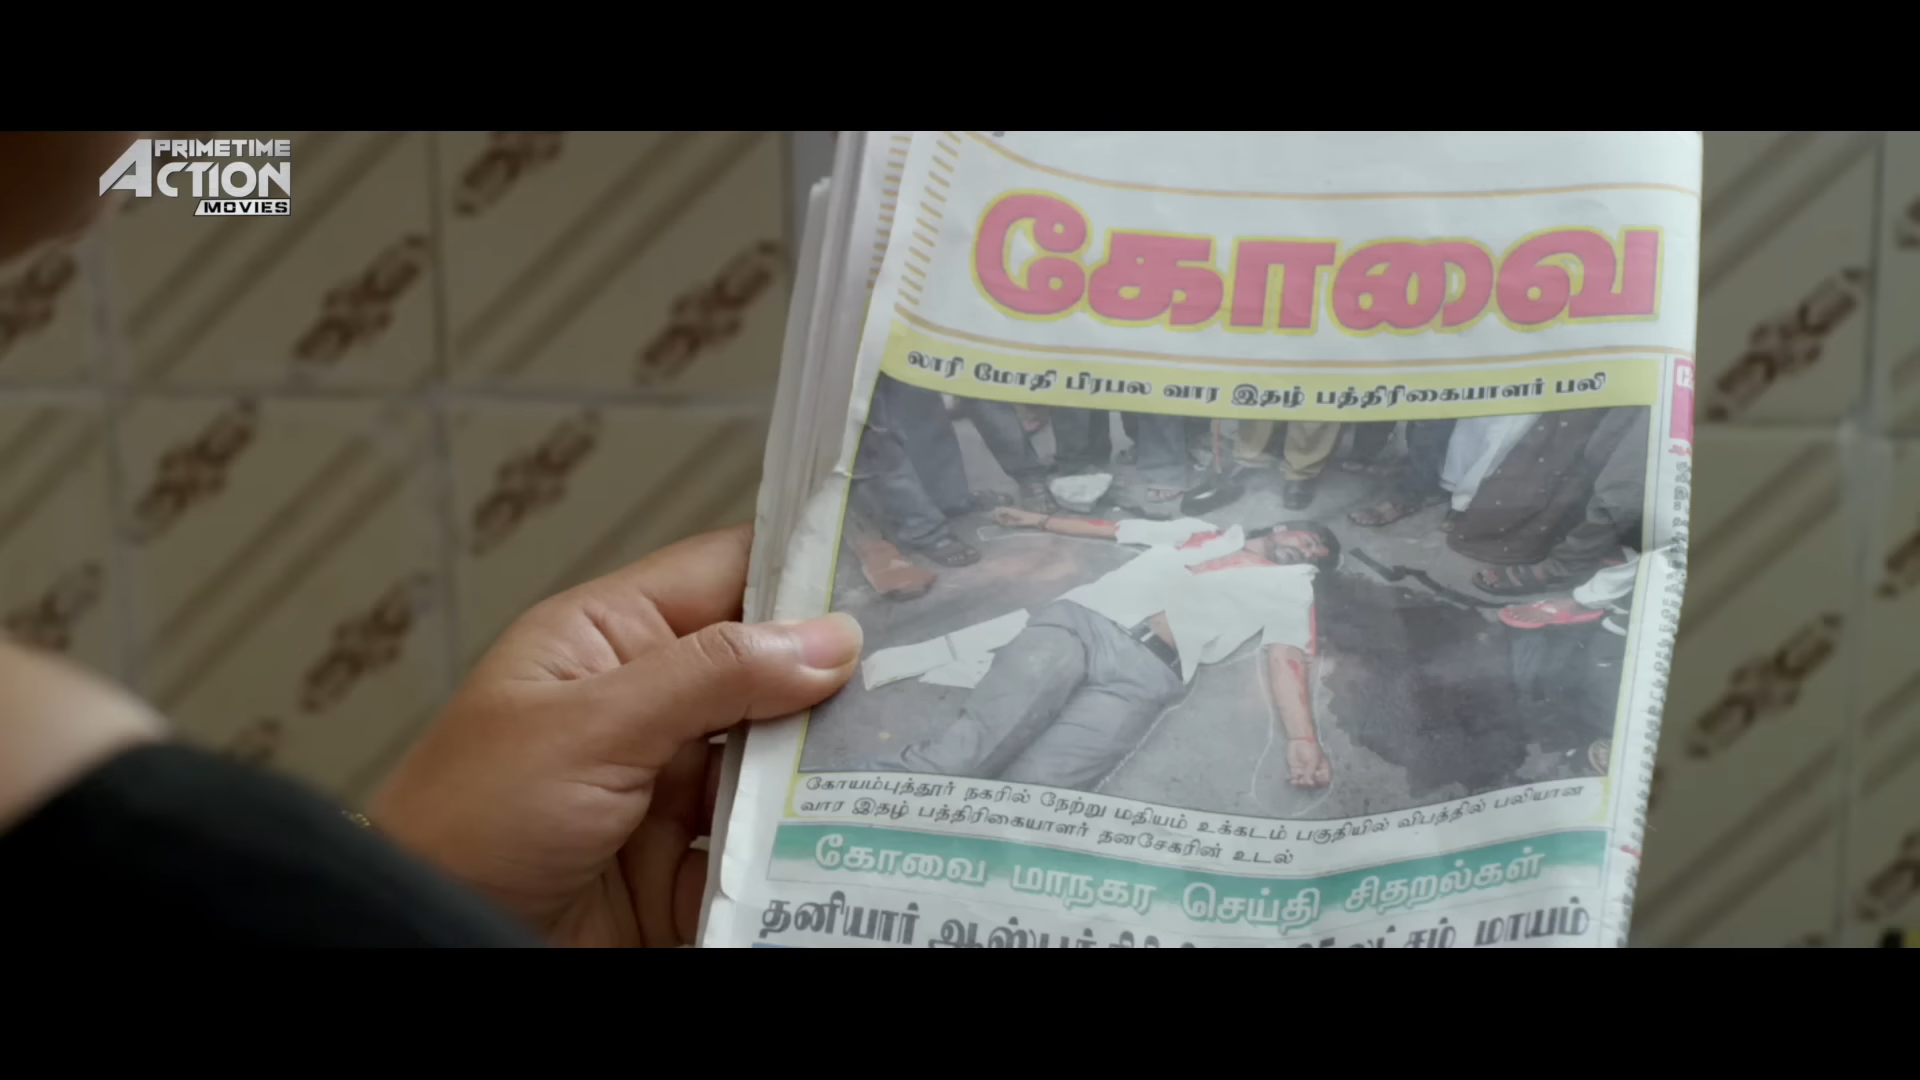 PRIMETIME
ACTION
MOVIES
கோவை
லாரி மோதி பிரபல வார இதழ் பத்திரிகையாளர் பலி
கோயம்புத்தூர் நகரில் நேற்று மதியம் உக்கடம் பகுதியில் விபத்தில் பலியான
வார இதழ் பத்திரிகையாளர் தனசேகரின் உடல்
கோவை மாநகர செய்தி சிதறல்கள்
தனியார் மாயம்